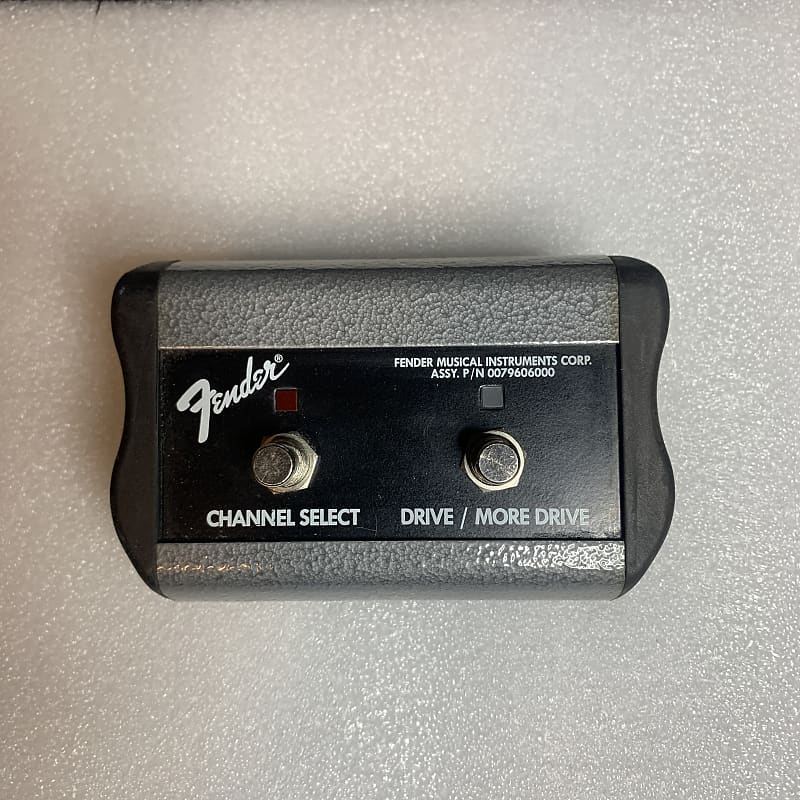 Fender®
FENDER MUSICAL INSTRUMENTS CORP.
ASSY. P/N 0079606000
CHANNEL SELECT
DRIVE / MORE DRIVE